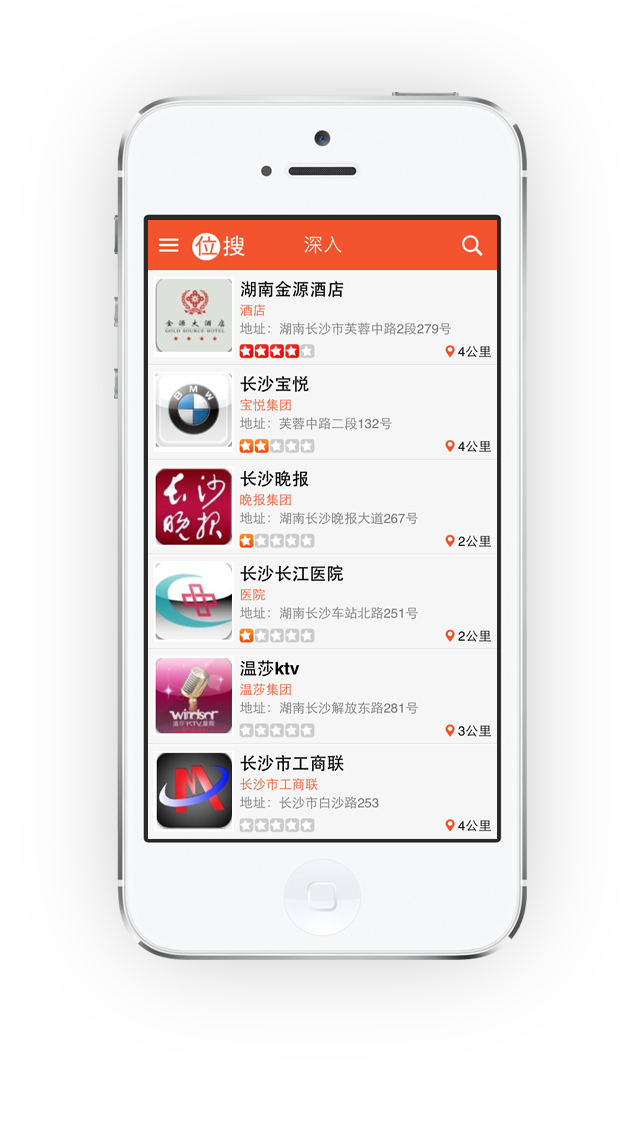 位搜 深入
湖南金源酒店
酒店
地址：湖南长沙市芙蓉中路2段279号
4公里
金源大酒店
GOLD SOURCE HOTEL
长沙宝悦
宝悦集团
地址：芙蓉中路二段132号
4公里
BMW
长沙晚报
晚报集团
地址：湖南长沙晚报大道267号
2公里
长沙
晚报
长沙长江医院
医院
地址：湖南长沙车站北路251号
2公里
温莎ktv
温莎集团
地址：湖南长沙解放东路281号
3公里
windsor
长沙市工商联
长沙市工商联
地址：长沙市白沙路253
4公里